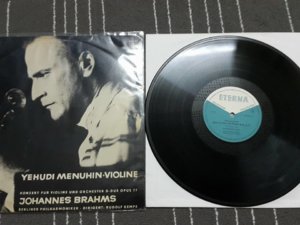 YEHUDI MENUHIN-VIOLINE
KONZERT FÜR VIOLINE UND ORCHESTER D-DUR OPUS 77
JOHANNES BRAHMS
BERLINER PHILHARMONIKER · DIRIGENT: RUDOLF KEMPE
ETERNA